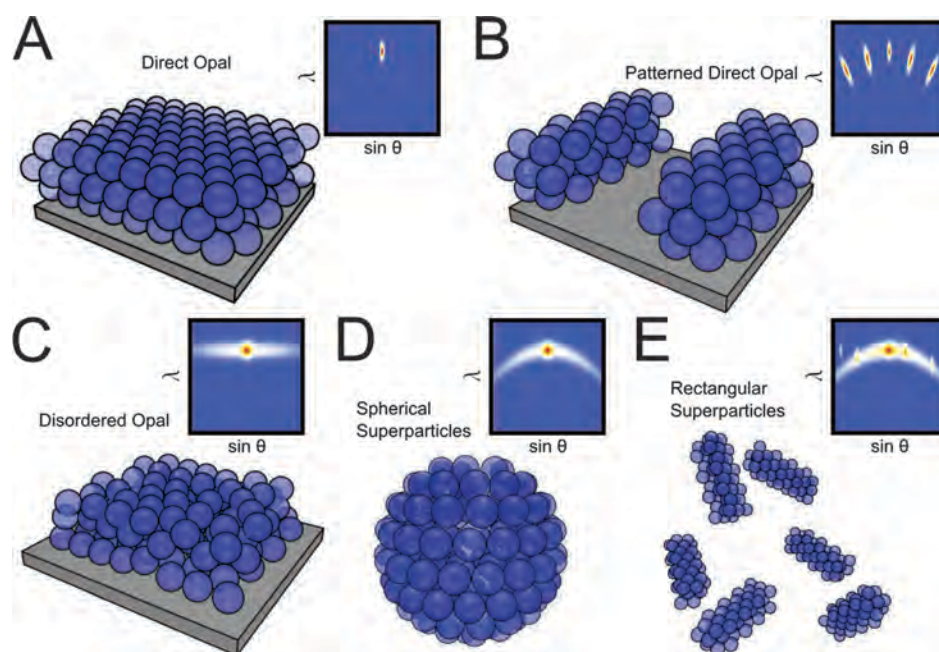 A
Direct Opal
λ
sin θ
B
Patterned Direct Opal
λ
sin θ
C
Disordered Opal
λ
sin θ
D
Spherical
Superparticles
λ
sin θ
E
Rectangular
Superparticles
λ
sin θ